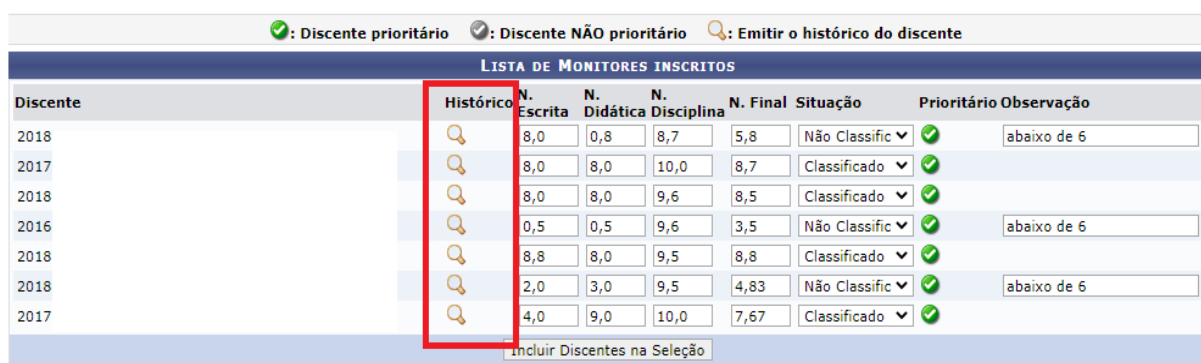 : Discente prioritário : Discente NÃO prioritário : Emitir o histórico do discente
LISTA DE MONITORES INSCRITOS
Discente Histórico N. Escrita N. Didática N. Disciplina N. Final Situação Prioritário Observação
2018 8,0 0,8 8,7 5,8 Não Classific abaixo de 6
2017 8,0 8,0 10,0 8,7 Classificado
2018 8,0 8,0 9,6 8,5 Classificado
2016 0,5 0,5 9,6 3,5 Não Classific abaixo de 6
2018 8,8 8,0 9,5 8,8 Classificado
2018 2,0 3,0 9,5 4,83 Não Classific abaixo de 6
2017 4,0 9,0 10,0 7,67 Classificado
Incluir Discentes na Seleção